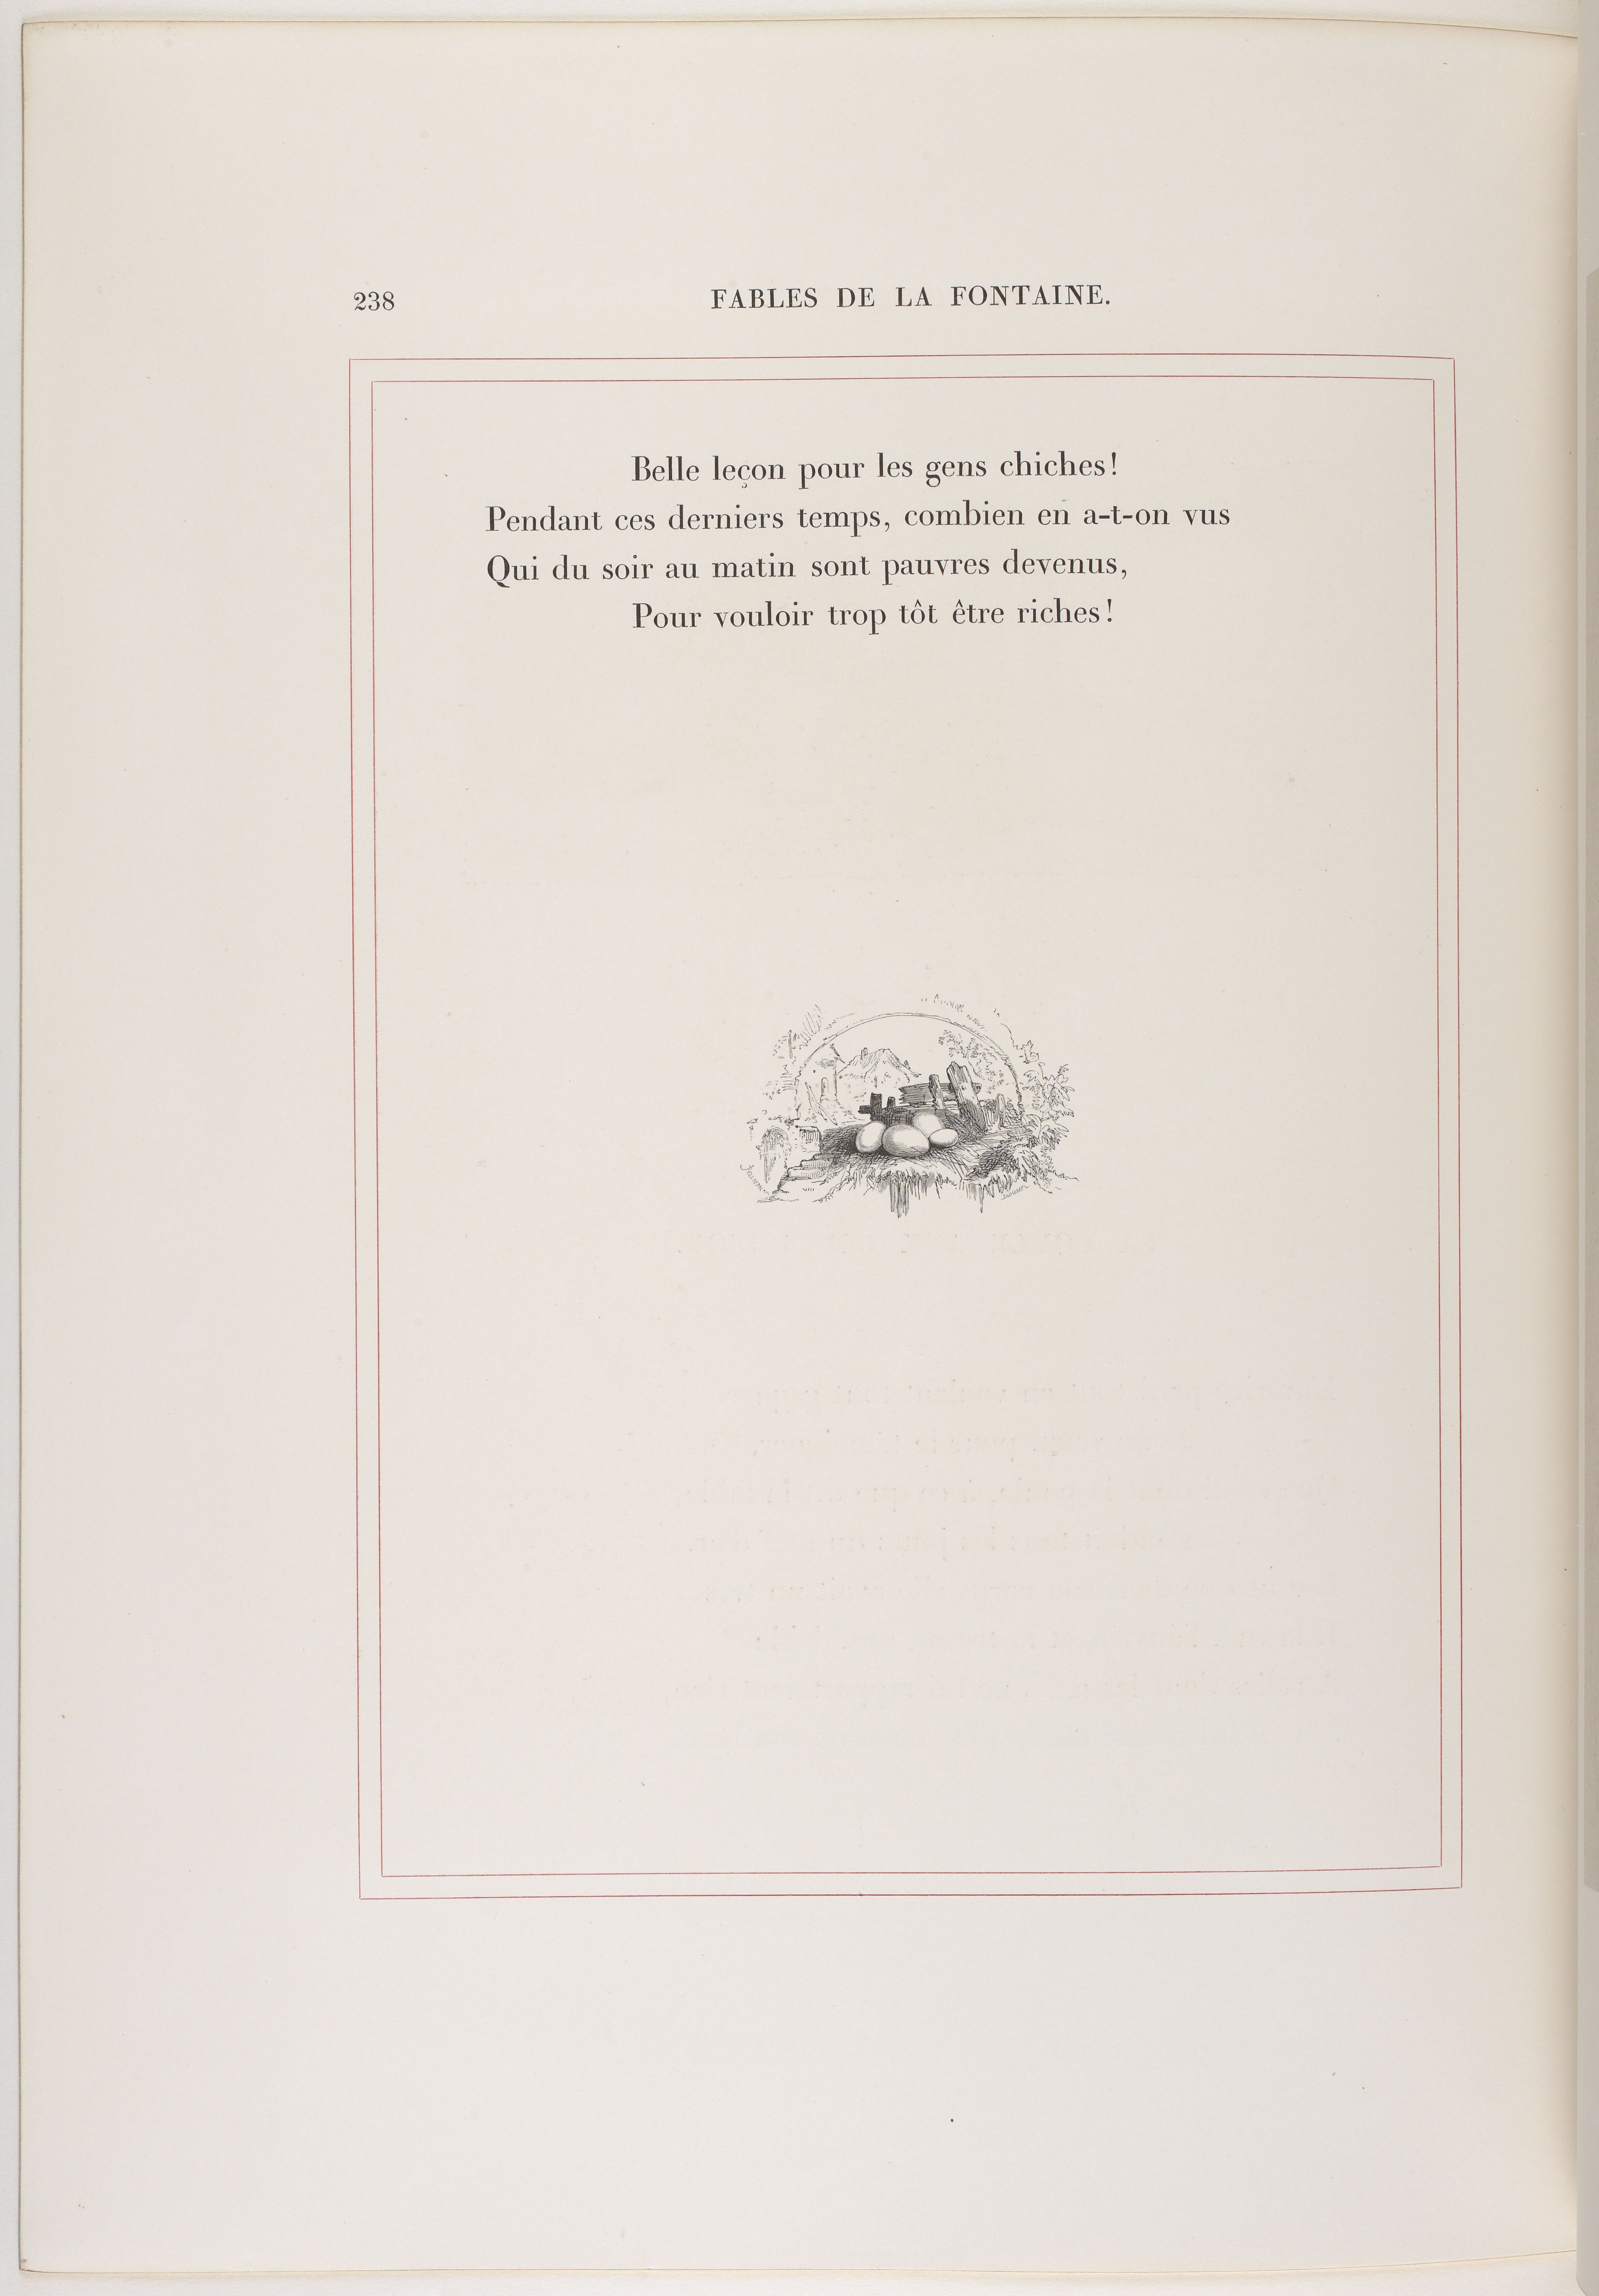 238
FABLES DE LA FONTAINE.
Belle leçon pour les gens chiches!
Pendant ces derniers temps, combien en a-t-on vus
Qui du soir au matin sont pauvres devenus,
Pour vouloir trop tôt être riches!